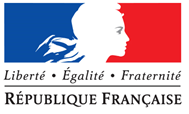 Liberté • Égalité • Fraternité
RÉPUBLIQUE FRANÇAISE